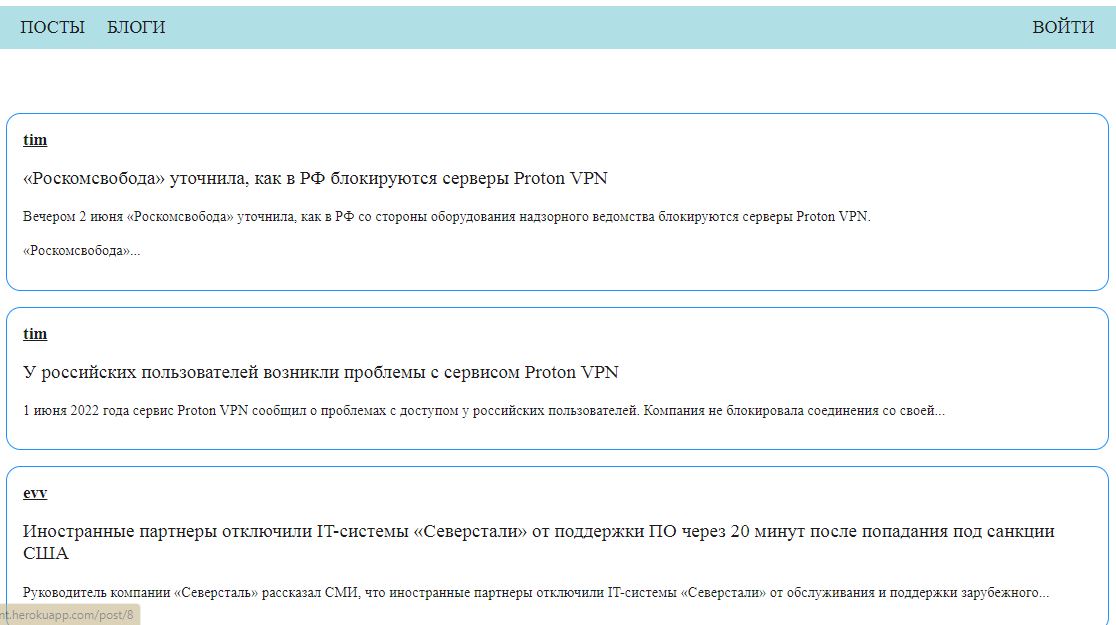 ПОСТЫ БЛОГИ ВОЙТИ
tim
«Роскомсвобода» уточнила, как в РФ блокируются серверы Proton VPN
Вечером 2 июня «Роскомсвобода» уточнила, как в РФ со стороны оборудования надзорного ведомства блокируются серверы Proton VPN.
«Роскомсвобода»...
tim
У российских пользователей возникли проблемы с сервисом Proton VPN
1 июня 2022 года сервис Proton VPN сообщил о проблемах с доступом у российских пользователей. Компания не блокировала соединения со своей...
evv
Иностранные партнеры отключили IT-системы «Северстали» от поддержки ПО через 20 минут после попадания под санкции
США
Руководитель компании «Северсталь» рассказал СМИ, что иностранные партнеры отключили IT-системы «Северстали» от обслуживания и поддержки зарубежного...
nt.herokuapp.com/post/8